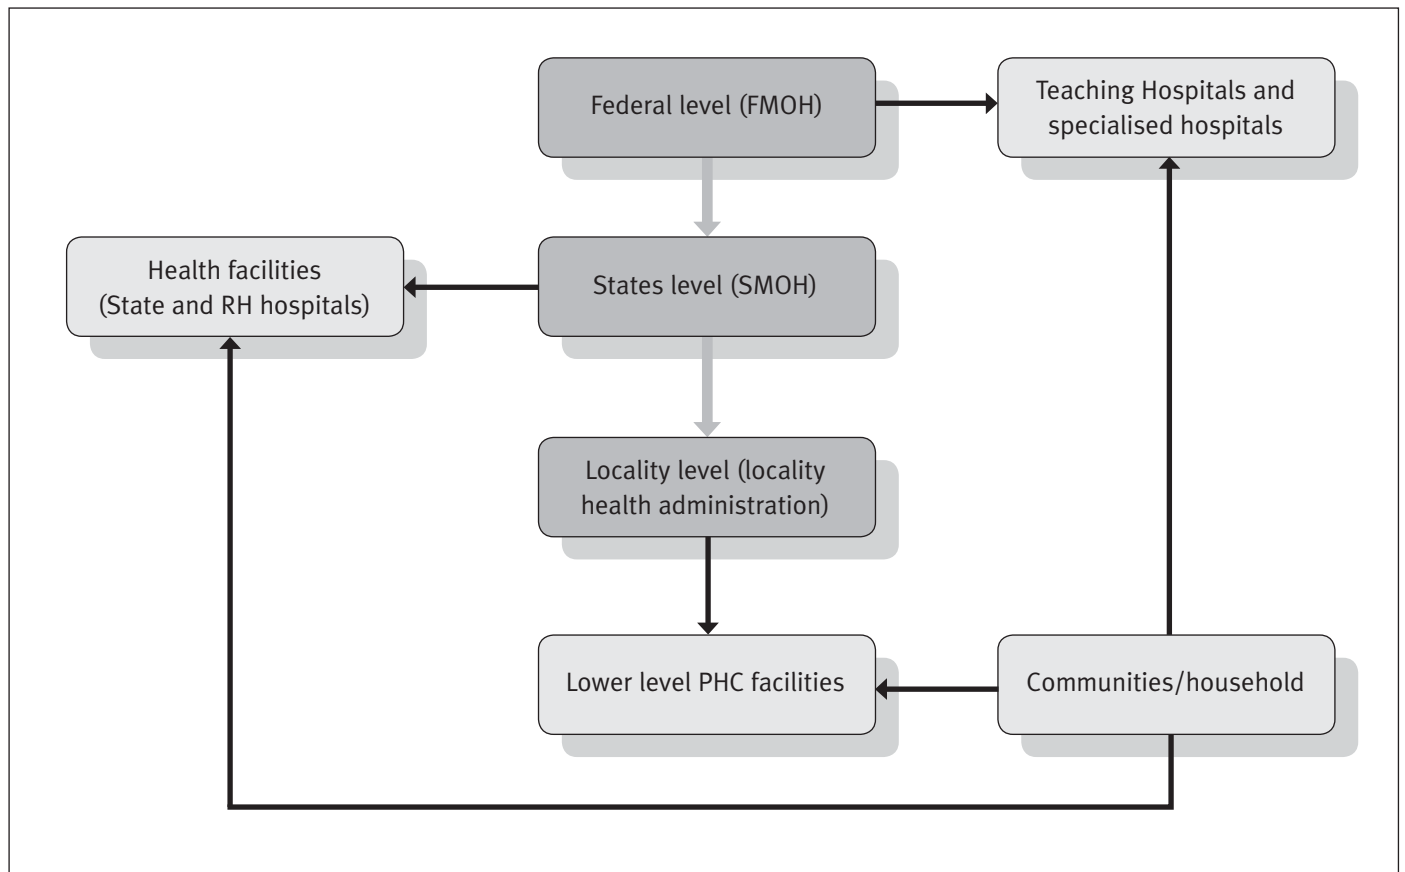 Federal level (FMOH)
Teaching Hospitals and
specialised hospitals
Health facilities
(State and RH hospitals)
States level (SMOH)
Locality level (locality
health administration)
Lower level PHC facilities
Communities/household